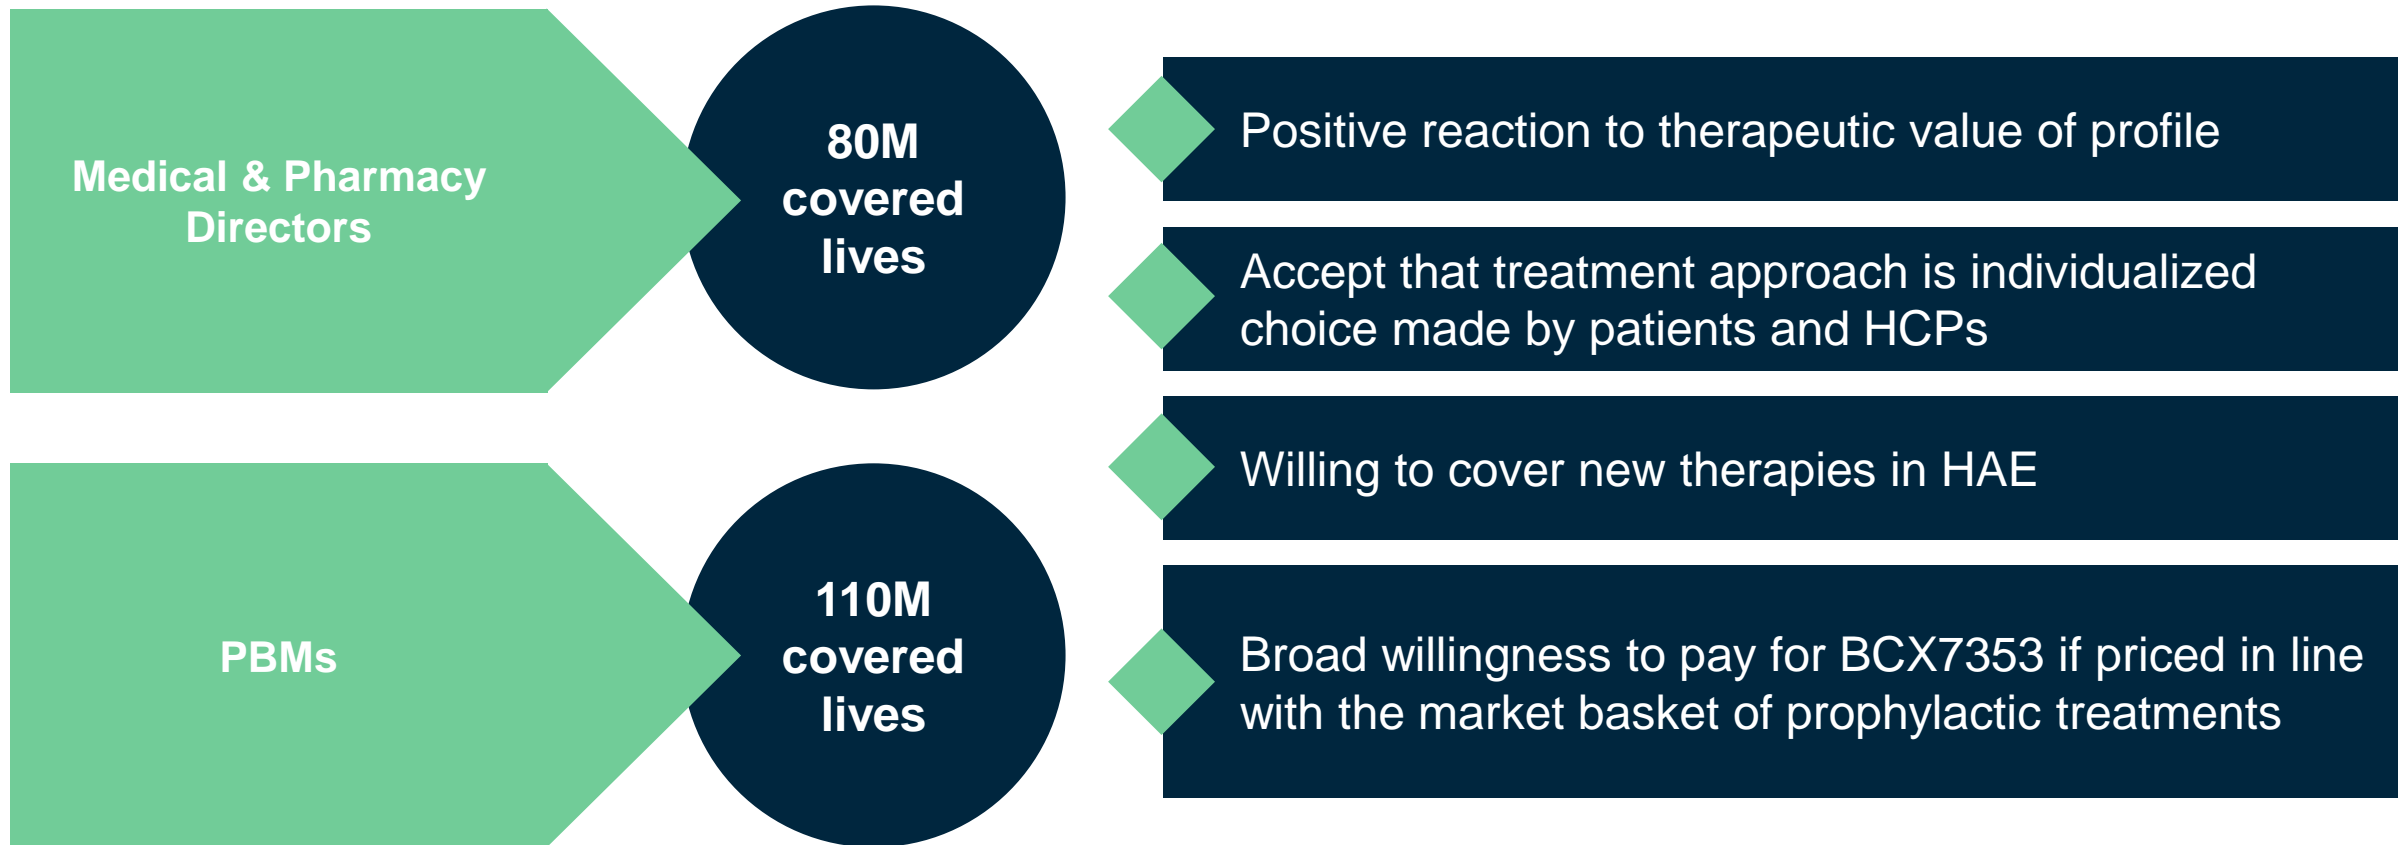 Medical & Pharmacy
Directors
80M
covered
lives
PBMs
110M
covered
lives
Positive reaction to therapeutic value of profile
Accept that treatment approach is individualized
choice made by patients and HCPs
Willing to cover new therapies in HAE
Broad willingness to pay for BCX7353 if priced in line
with the market basket of prophylactic treatments